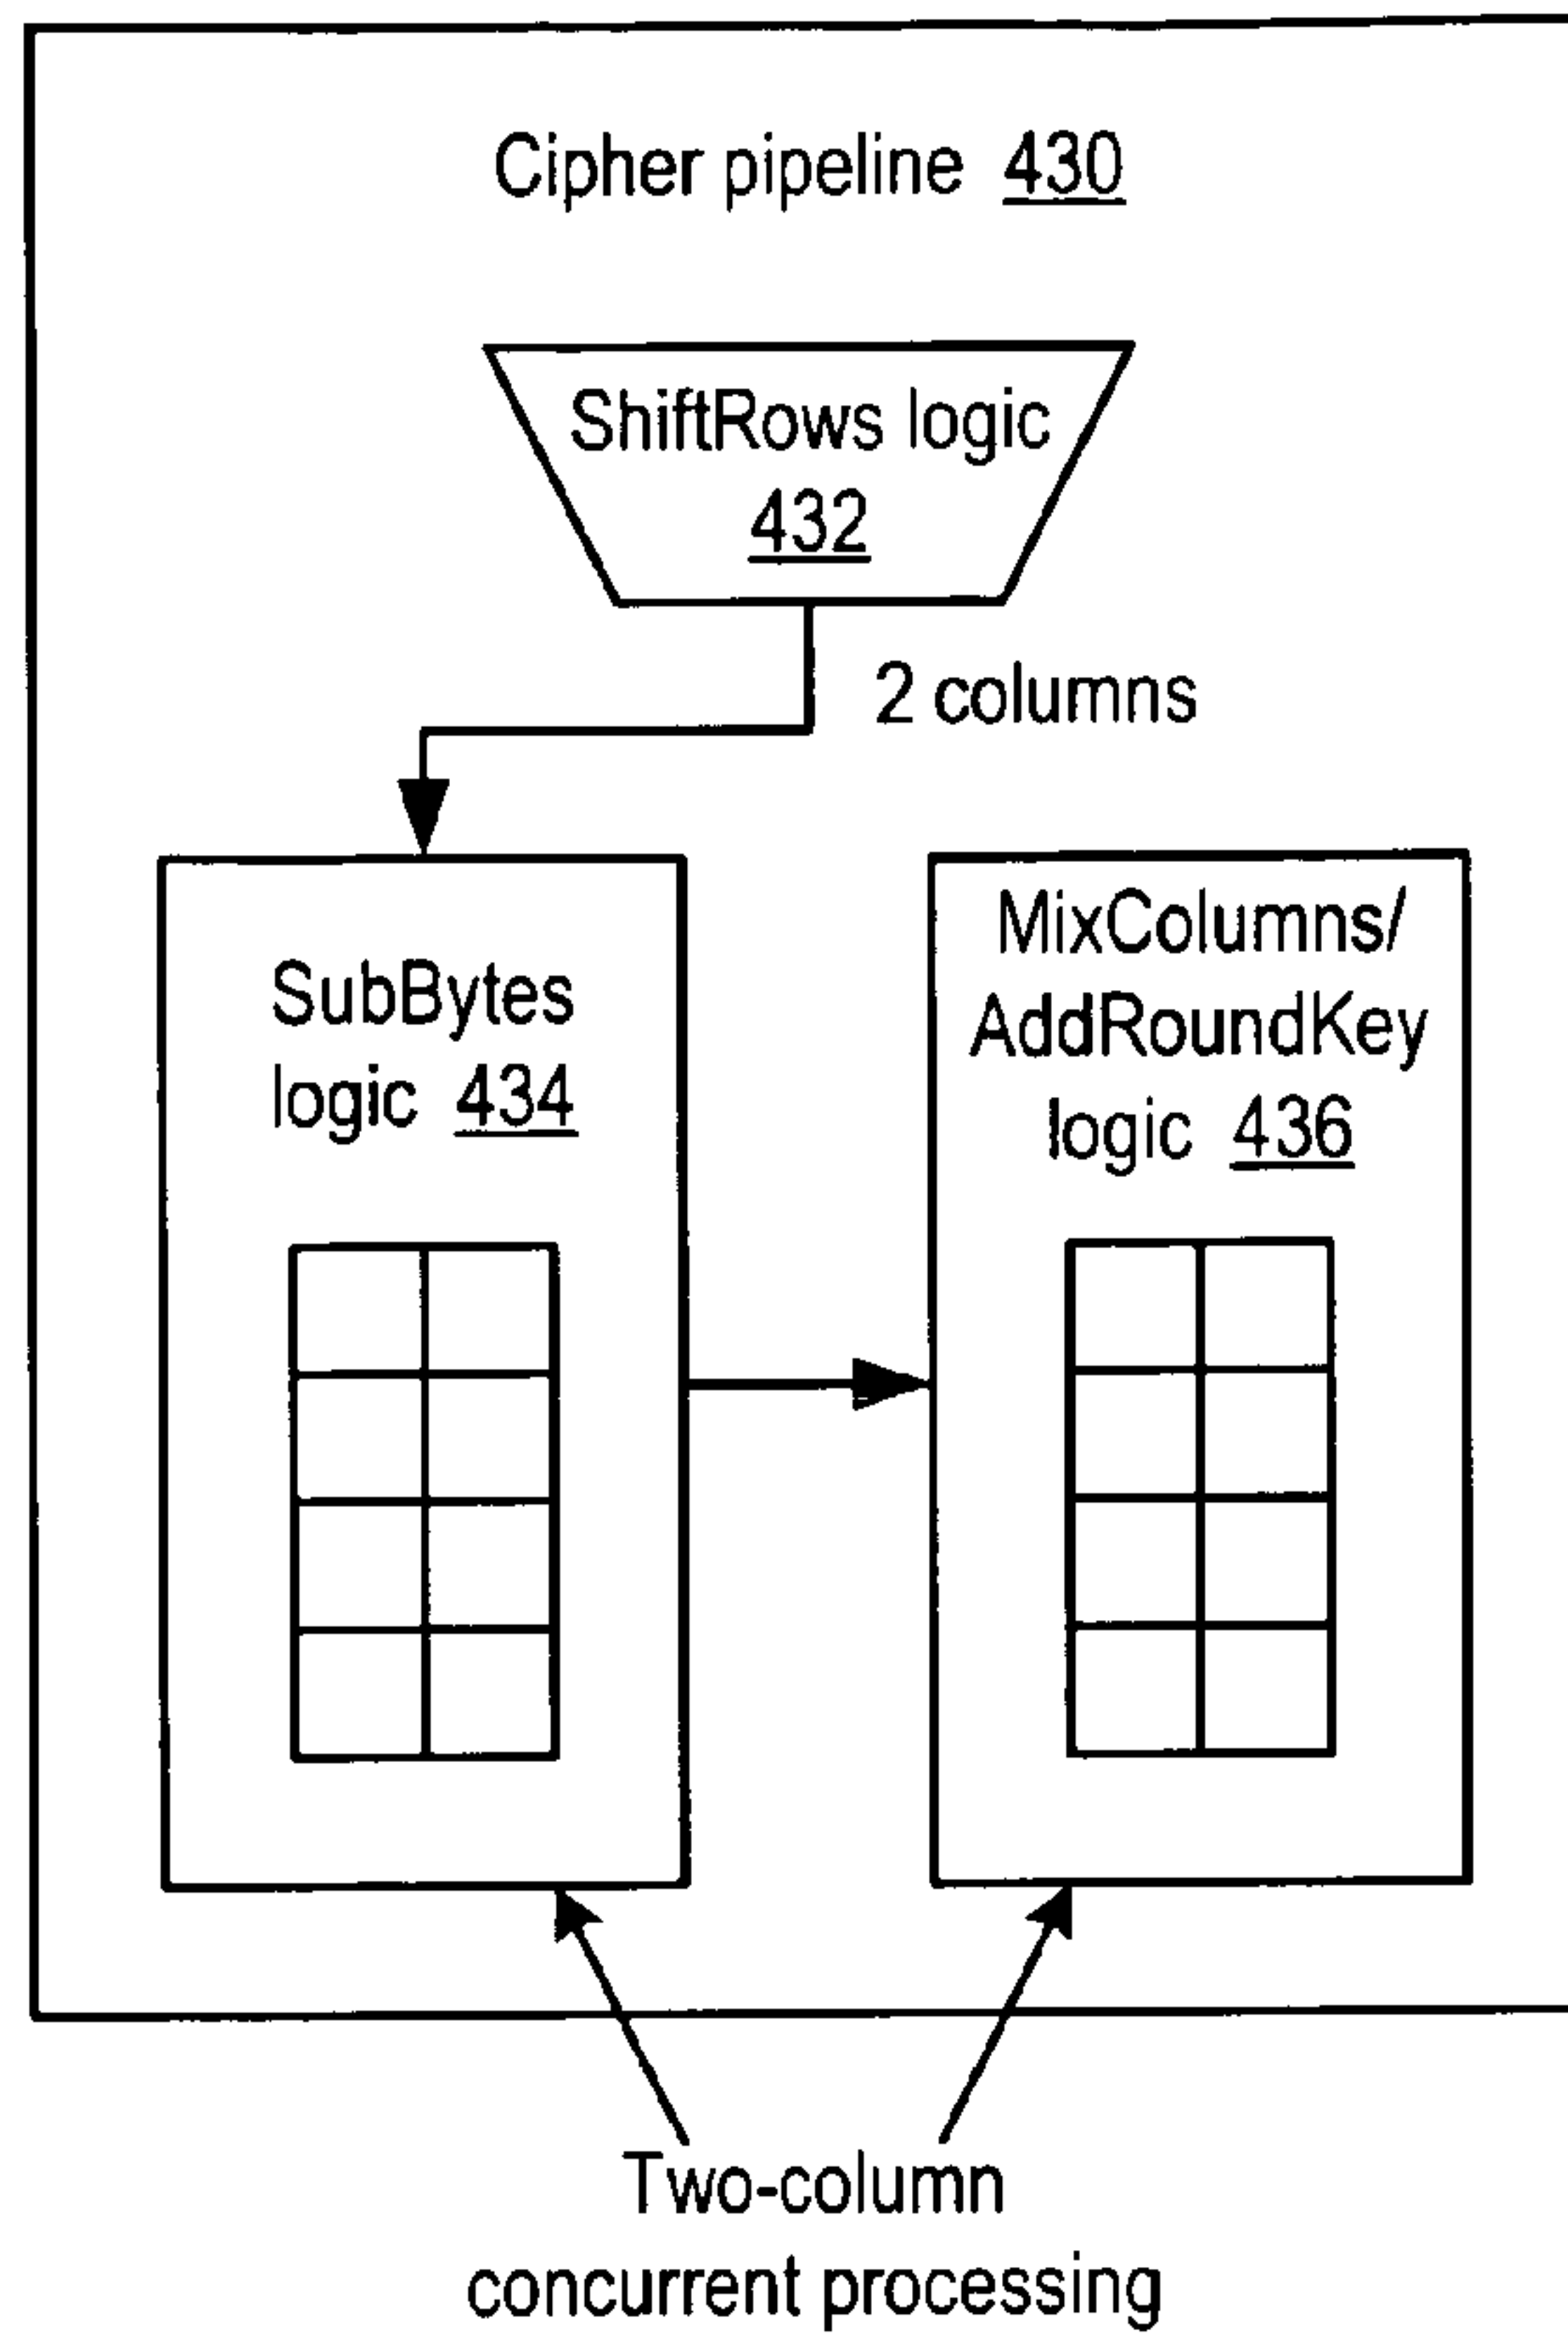 Cipher pipeline 430
ShiftRows logic
432
2 columns
SubBytes
logic 434
MixColumns/
AddRoundKey
logic 436
Two-column
concurrent processing